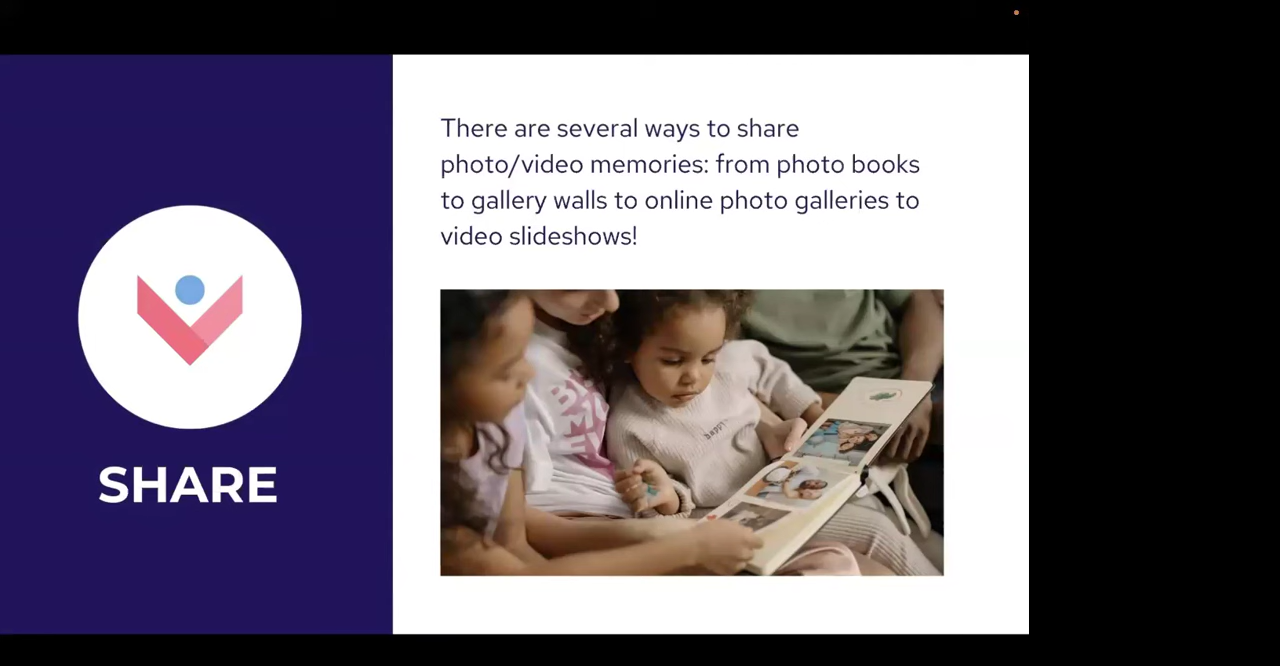 There are several ways to share
photo/video memories: from photo books
to gallery walls to online photo galleries to
video slideshows!
SHARE
happy